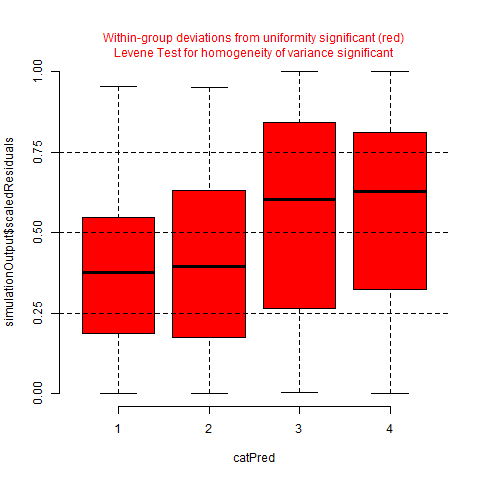 Within-group deviations from uniformity significant (red)
Levene Test for homogeneity of variance significant
1.00
0.75
0.50
0.25
0.00
simulationOutput$scaledResiduals
1 2 3 4
catPred